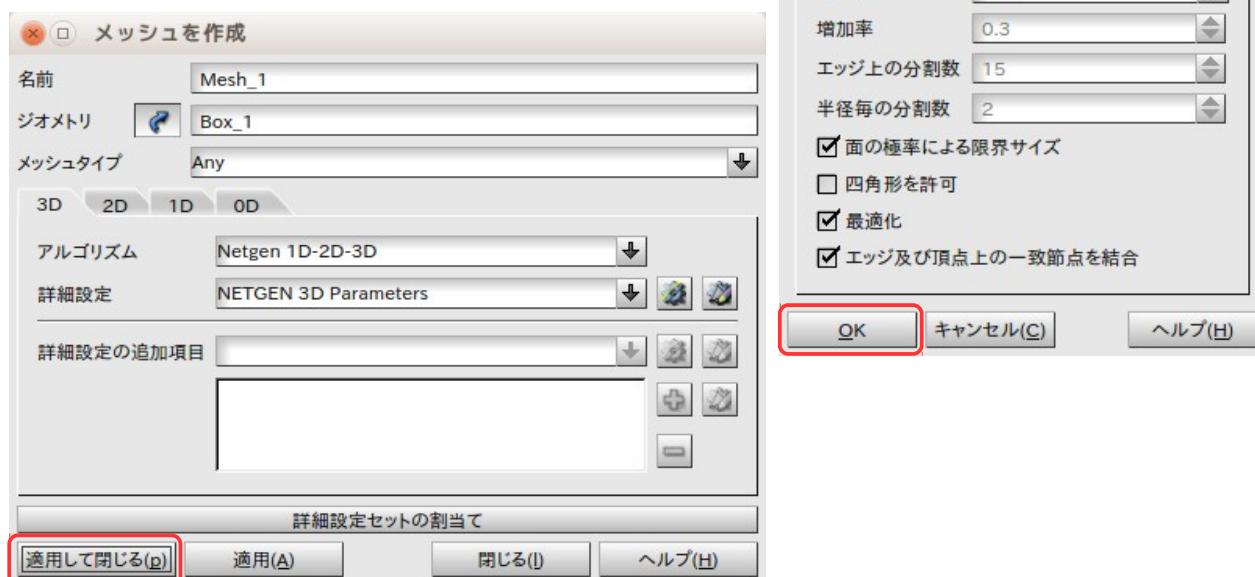 メッシュを作成
名前 Mesh_1
ジオメトリ Box_1
メッシュタイプ Any
3D 2D 1D 0D
アルゴリズム Netgen 1D-2D-3D
詳細設定 NETGEN 3D Parameters
詳細設定の追加項目
詳細設定セットの割当て
適用して閉じる(p) 適用(A) 閉じる(l) ヘルプ(H)
増加率 0.3
エッジ上の分割数 15
半径毎の分割数 2
面の極率による限界サイズ
四角形を許可
最適化
エッジ及び頂点上の一致節点を結合
OK キャンセル(C) ヘルプ(H)